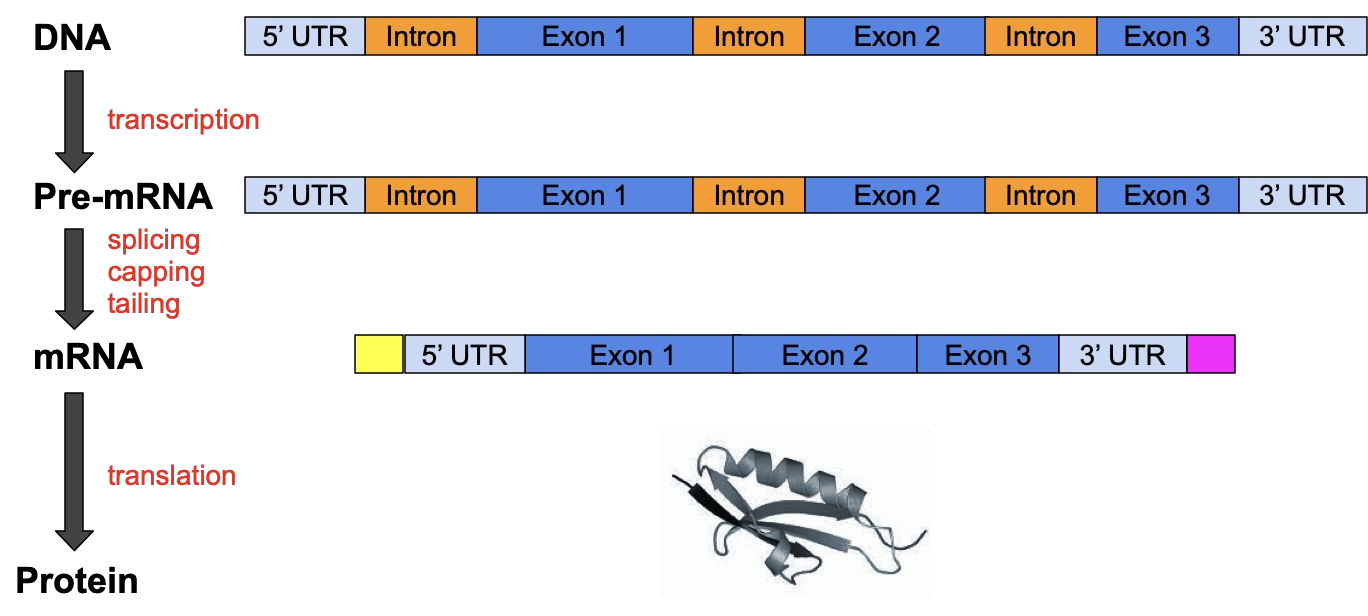 DNA
5’ UTR Intron Exon 1 Intron Exon 2 Intron Exon 3 3’ UTR
transcription
Pre-mRNA
5’ UTR Intron Exon 1 Intron Exon 2 Intron Exon 3 3’ UTR
splicing
capping
tailing
mRNA
5’ UTR Exon 1 Exon 2 Exon 3 3’ UTR
translation
Protein